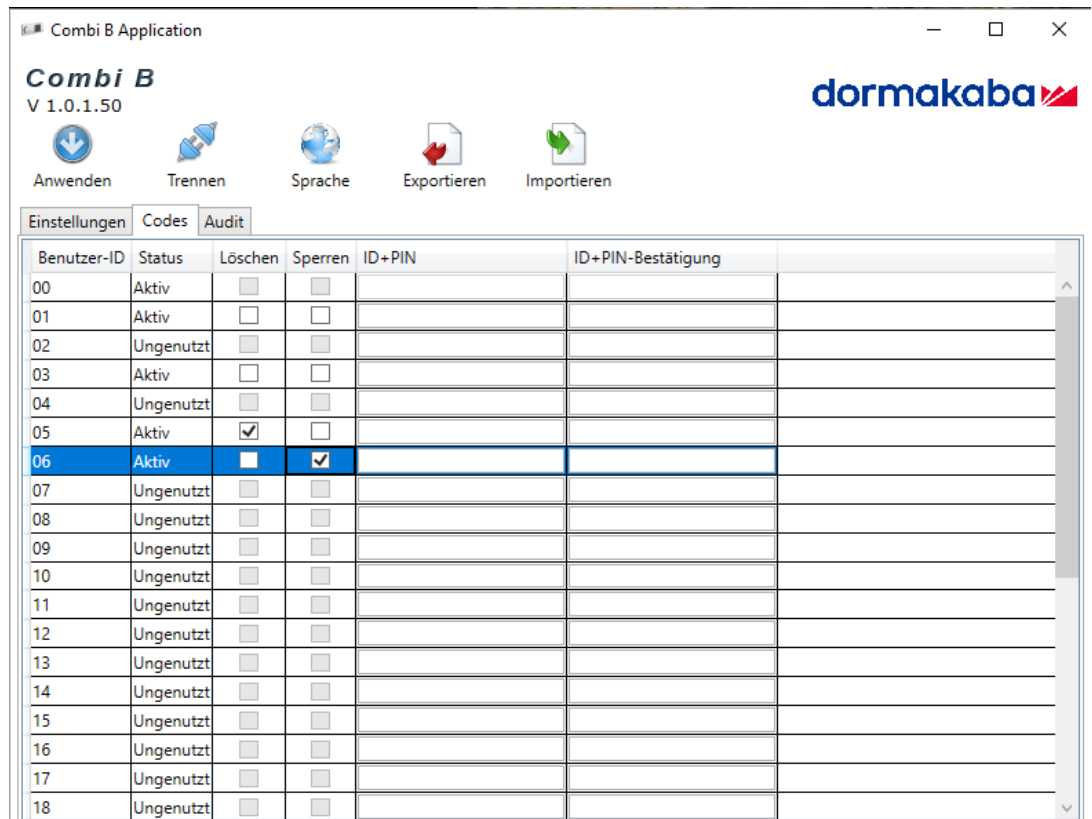 Combi B Application
Combi B
V 1.0.1.50
dormakaba
Anwenden Trennen Sprache Exportieren Importieren
Einstellungen Codes Audit
Benutzer-ID Status Löschen Sperren ID+PIN ID+PIN-Bestätigung
00 Aktiv
01 Aktiv
02 Ungenutzt
03 Aktiv
04 Ungenutzt
05 Aktiv
06 Aktiv
07 Ungenutzt
08 Ungenutzt
09 Ungenutzt
10 Ungenutzt
11 Ungenutzt
12 Ungenutzt
13 Ungenutzt
14 Ungenutzt
15 Ungenutzt
16 Ungenutzt
17 Ungenutzt
18 Ungenutzt